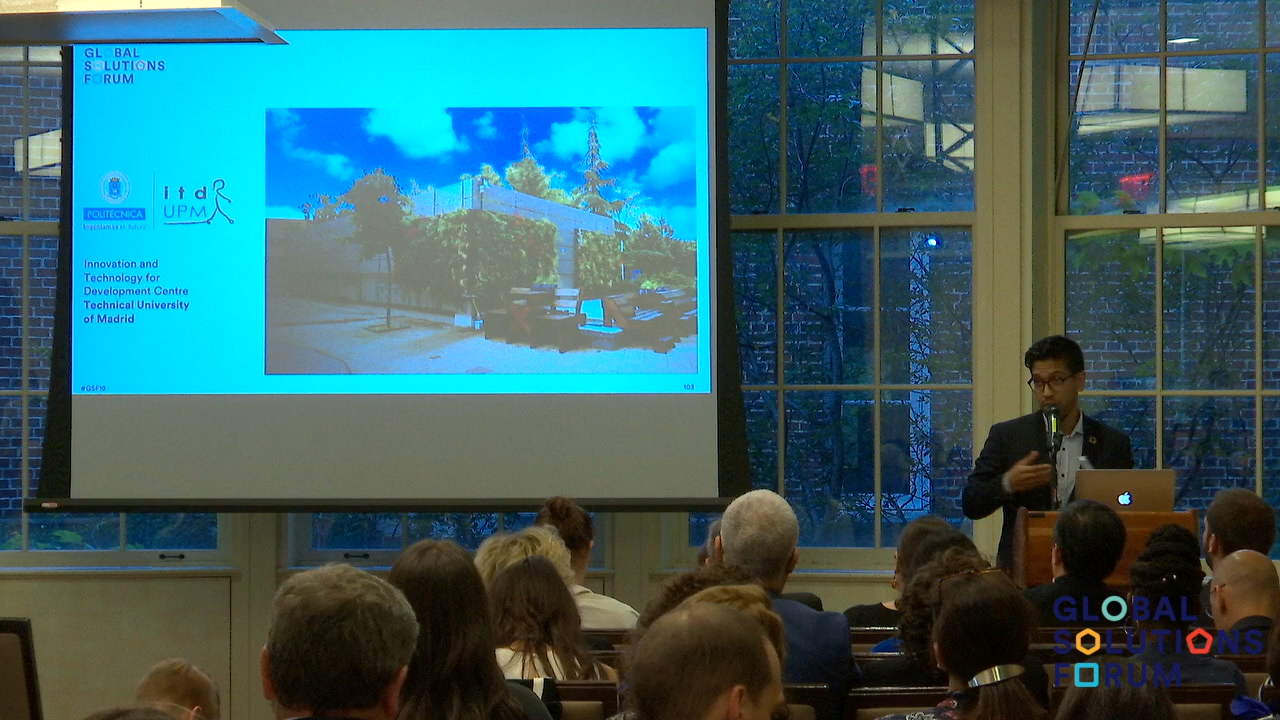 GLOBAL
SOLUTIONS
FORUM
POLITÉCNICA
itd
UPM
Innovation and
Technology for
Development Centre
Technical University
of Madrid
#GSF19
103
GLOBAL
SOLUTIONS
FORUM